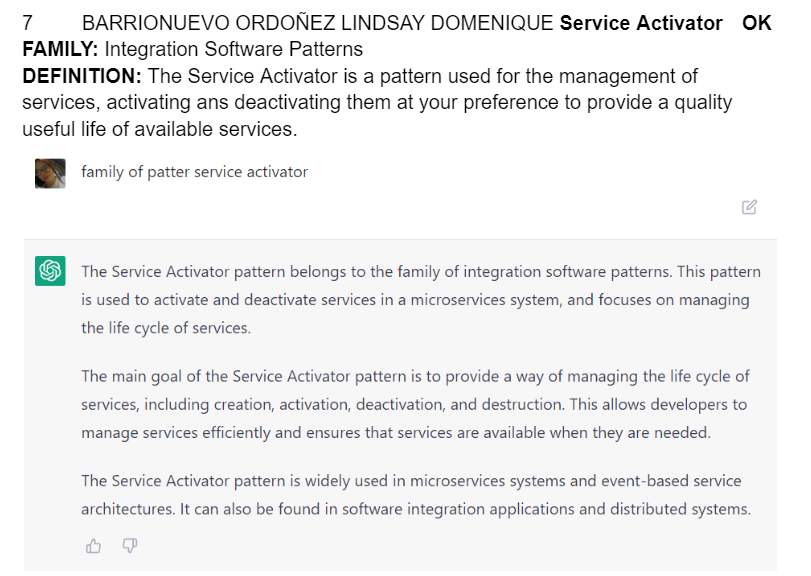 7 BARRIONUEVO ORDOÑEZ LINDSAY DOMENIQUE Service Activator OK
FAMILY: Integration Software Patterns
DEFINITION: The Service Activator is a pattern used for the management of
services, activating ans deactivating them at your preference to provide a quality
useful life of available services.
family of patter service activator
The Service Activator pattern belongs to the family of integration software patterns. This pattern
is used to activate and deactivate services in a microservices system, and focuses on managing
the life cycle of services.
The main goal of the Service Activator pattern is to provide a way of managing the life cycle of
services, including creation, activation, deactivation, and destruction. This allows developers to
manage services efficiently and ensures that services are available when they are needed.
The Service Activator pattern is widely used in microservices systems and event-based service
architectures. It can also be found in software integration applications and distributed systems.